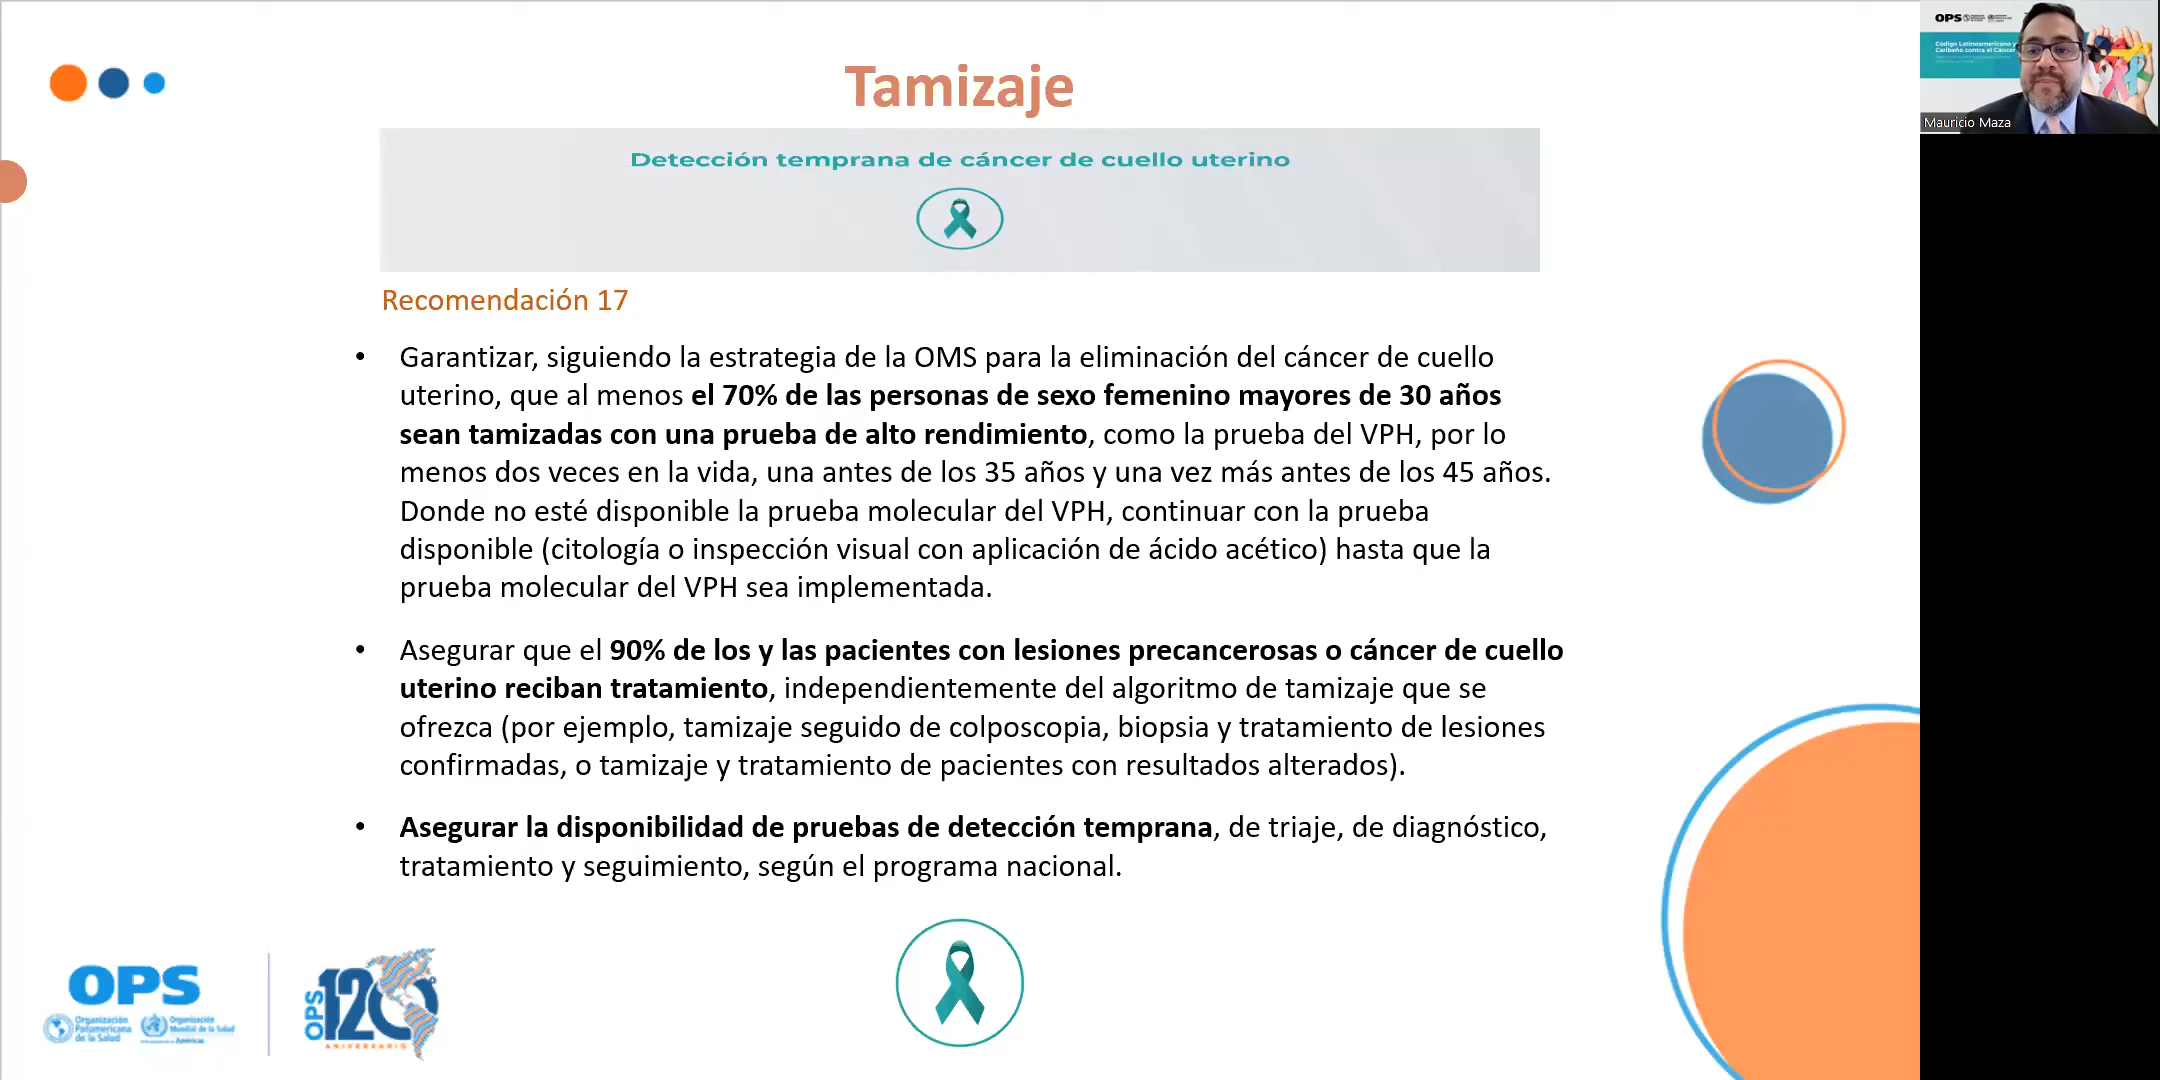 Tamizaje
Detección temprana de cáncer de cuello uterino
Recomendación 17
• Garantizar, siguiendo la estrategia de la OMS para la eliminación del cáncer de cuello
uterino, que al menos el 70% de las personas de sexo femenino mayores de 30 años
sean tamizadas con una prueba de alto rendimiento, como la prueba del VPH, por lo
menos dos veces en la vida, una antes de los 35 años y una vez más antes de los 45 años.
Donde no esté disponible la prueba molecular del VPH, continuar con la prueba
disponible (citología o inspección visual con aplicación de ácido acético) hasta que la
prueba molecular del VPH sea implementada.
• Asegurar que el 90% de los y las pacientes con lesiones precancerosas o cáncer de cuello
uterino reciban tratamiento, independientemente del algoritmo de tamizaje que se
ofrezca (por ejemplo, tamizaje seguido de colposcopia, biopsia y tratamiento de lesiones
confirmadas, o tamizaje y tratamiento de pacientes con resultados alterados).
• Asegurar la disponibilidad de pruebas de detección temprana, de triaje, de diagnóstico,
tratamiento y seguimiento, según el programa nacional.
OPS
Organización
Panamericana
de la Salud
Organización
Mundial de la Salud
Américas
OPS
120
ANIVERSARIO
OPS
Código Latinoamericano y
Caribeño contra el Cáncer
Mauricio Maza